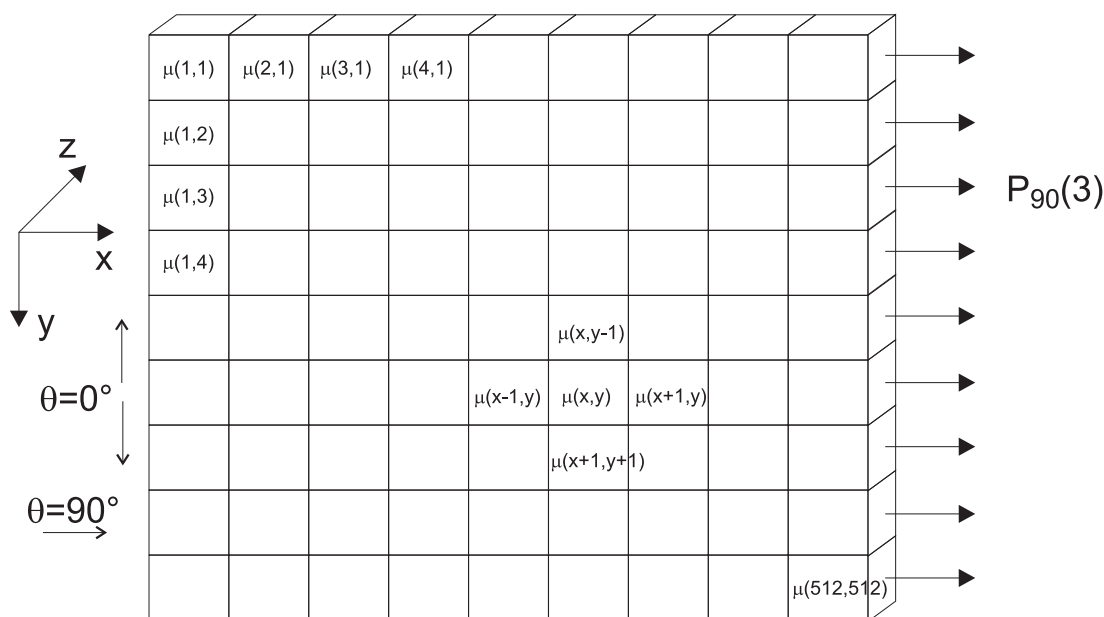 μ(1,1) μ(2,1) μ(3,1) μ(4,1)
μ(1,2)
z
μ(1,3) P₉₀(3)
x
μ(1,4)
y
μ(x,y-1)
θ=0° μ(x-1,y) μ(x,y) μ(x+1,y)
μ(x+1,y+1)
θ=90°
μ(512,512)